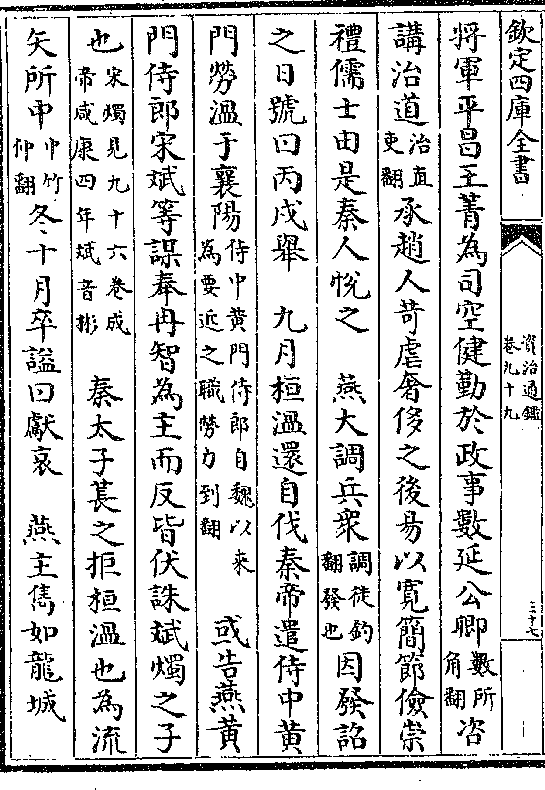 欽定四庫全書
資治通鑑
卷九十九
三十七
將軍平昌王菁為司空健勤於政事數延公卿數所角翻咨
講治道治直吏翻承趙人苛虐奢侈之後易以寛簡節儉崇
禮儒士由是秦人恱之　燕大調兵衆調徒釣翻發也因發詔
之日號曰丙戌舉　九月桓溫還自伐秦帝遣侍中黄
門勞溫于襄陽侍中黄門侍郎自魏以來為要近之職勞力到翻　或告燕黄
門侍郎宋斌等謀奉冉智為主而反皆伏誅斌燭之子
也宋燭見九十六卷成帝咸康四年斌音彬　秦太子萇之拒桓溫也為流
矢所中中竹仲翻冬十月卒諡曰獻哀　燕主儁如龍城